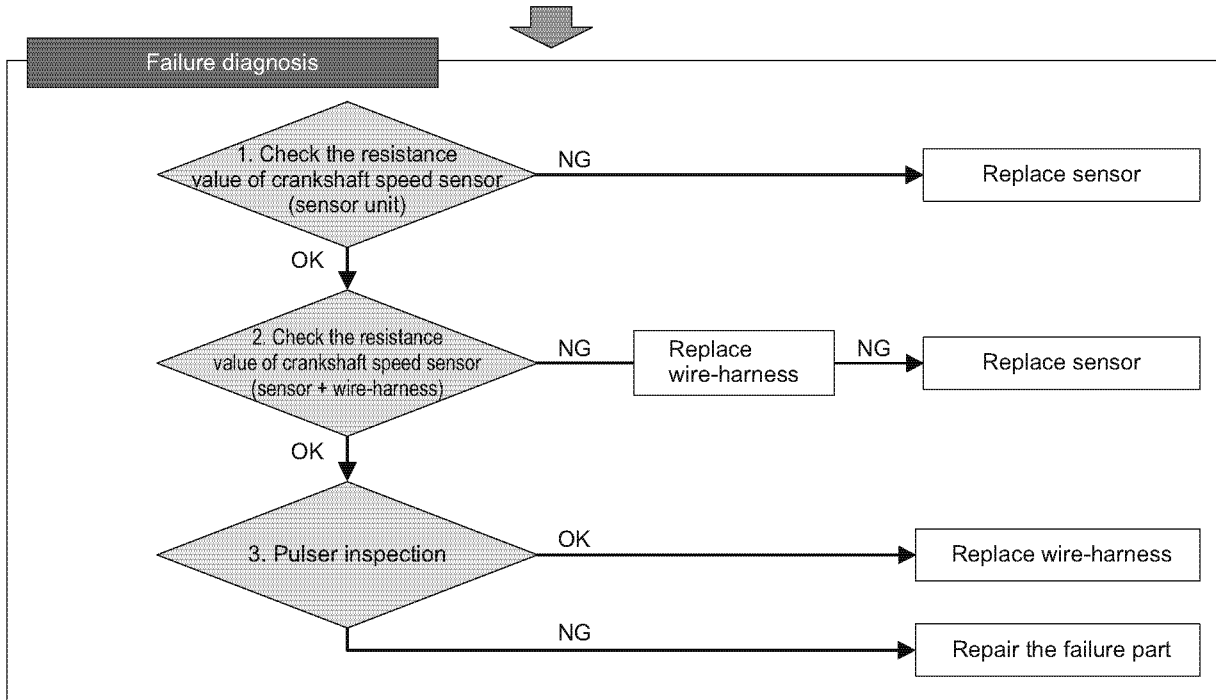 Failure diagnosis
1. Check the resistance
value of crankshaft speed sensor
(sensor unit)
NG
Replace sensor
OK
2. Check the resistance
value of crankshaft speed sensor
(sensor + wire-harness)
NG
Replace
wire-harness
NG
Replace sensor
OK
3. Pulser inspection
OK
Replace wire-harness
NG
Repair the failure part